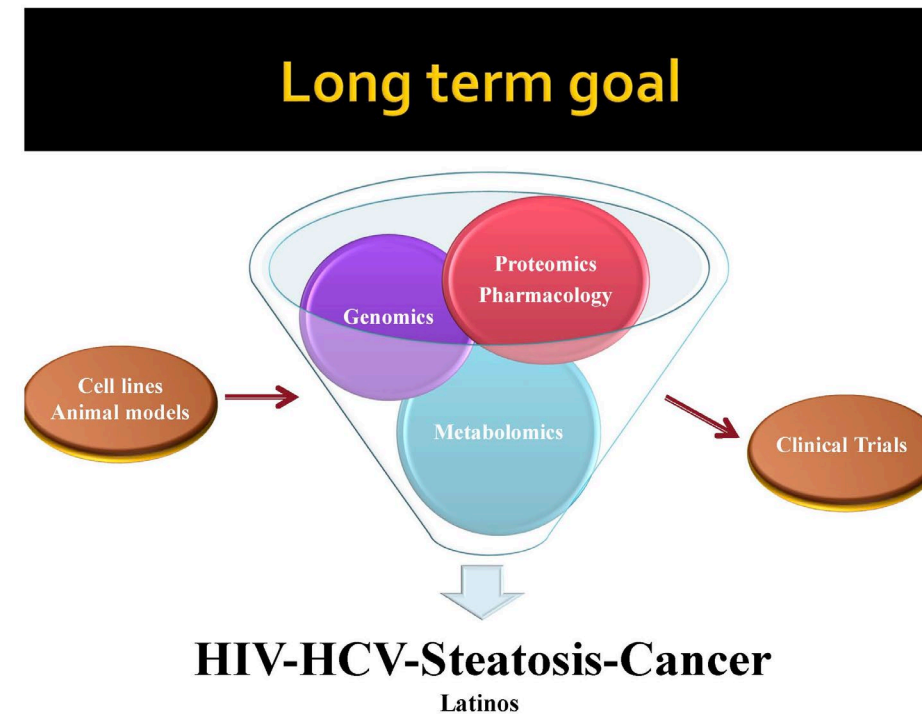 Long term goal
Proteomics
Pharmacology
Genomics
Cell lines
Animal models
Metabolomics
Clinical Trials
HIV-HCV-Steatosis-Cancer
Latinos